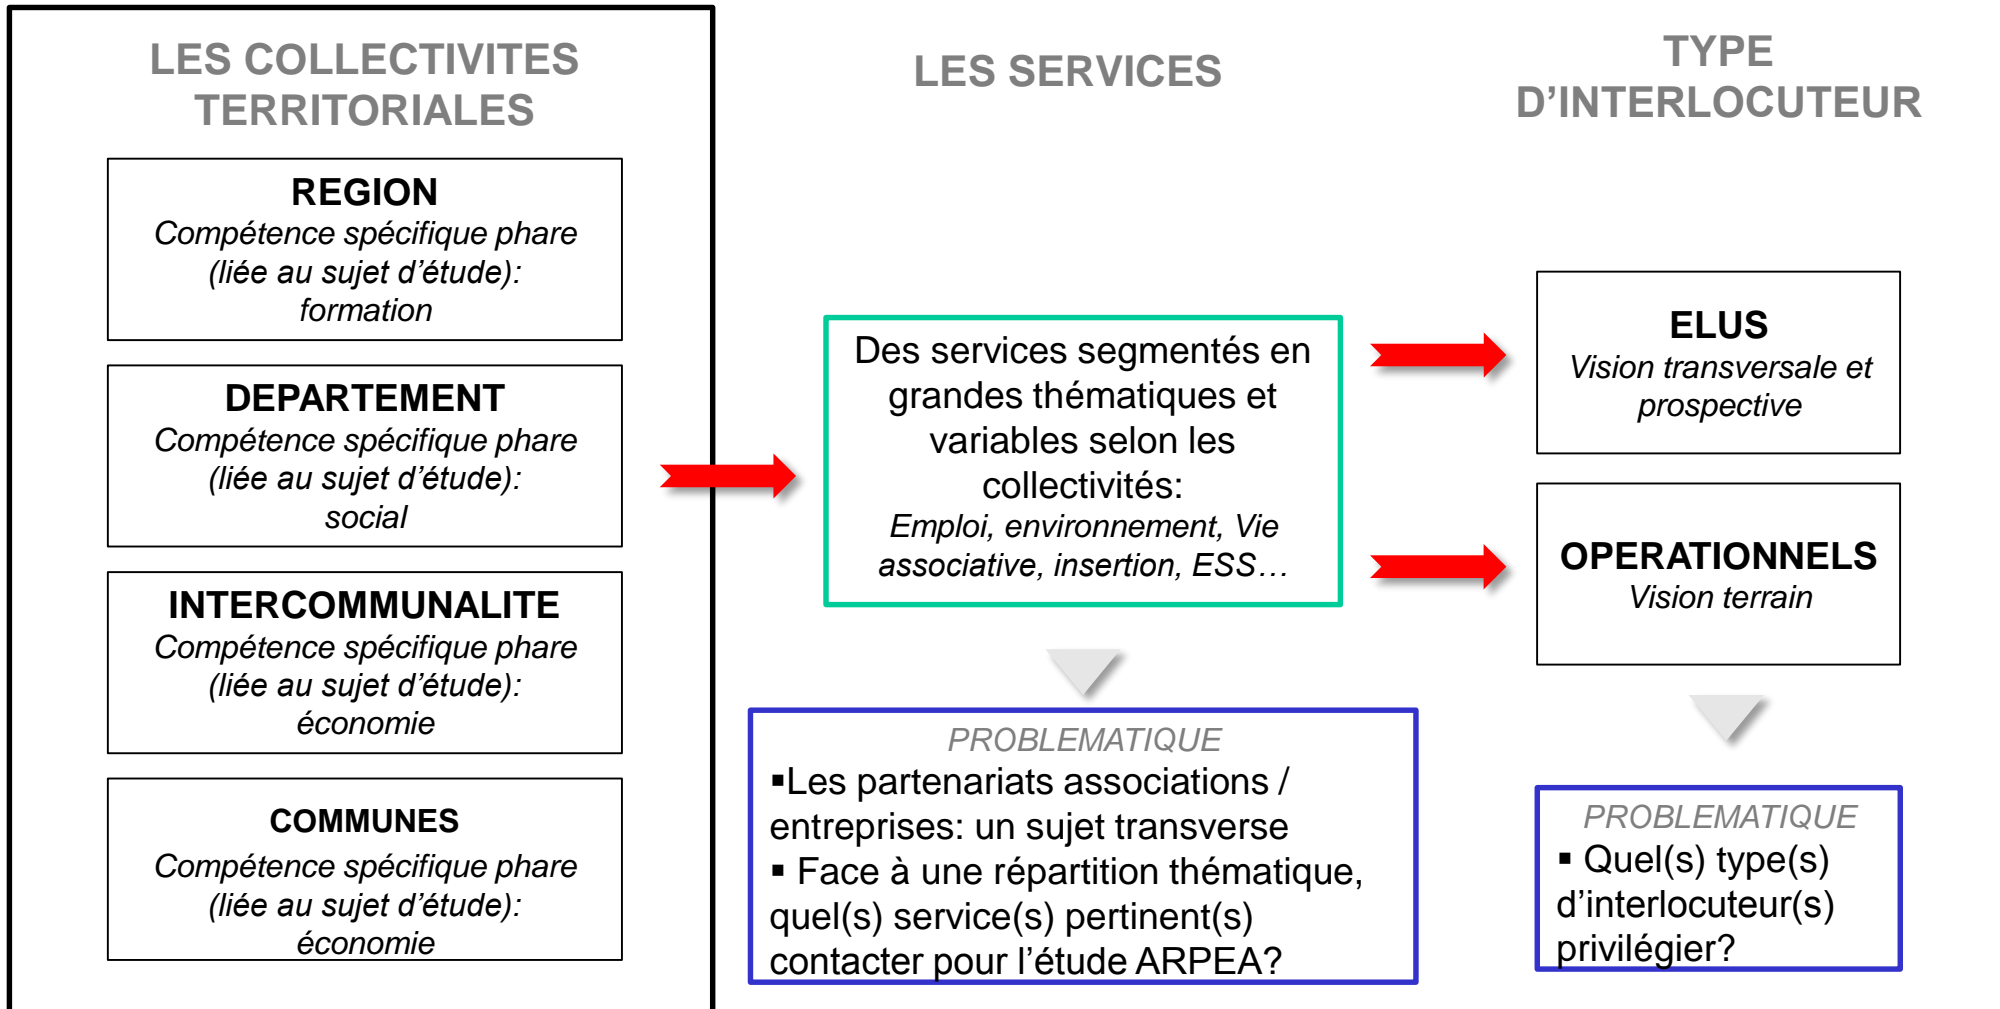 LES COLLECTIVITES
TERRITORIALES
REGION
Compétence spécifique phare
(liée au sujet d’étude):
formation
DEPARTEMENT
Compétence spécifique phare
(liée au sujet d’étude):
social
INTERCOMMUNALITE
Compétence spécifique phare
(liée au sujet d’étude):
économie
COMMUNES
Compétence spécifique phare
(liée au sujet d’étude):
économie
LES SERVICES
Des services segmentés en
grandes thématiques et
variables selon les
collectivités:
Emploi, environnement, Vie
associative, insertion, ESS…
PROBLEMATIQUE
▪Les partenariats associations /
entreprises: un sujet transverse
▪ Face à une répartition thématique,
quel(s) service(s) pertinent(s)
contacter pour l’étude ARPEA?
TYPE
D’INTERLOCUTEUR
ELUS
Vision transversale et
prospective
OPERATIONNELS
Vision terrain
PROBLEMATIQUE
▪ Quel(s) type(s)
d’interlocuteur(s)
privilégier?